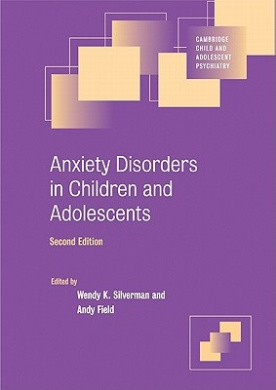 CAMBRIDGE
CHILD AND
ADOLESCENT
PSYCHIATRY
Anxiety Disorders
in Children and
Adolescents
Second Edition
Edited by
Wendy K. Silverman and
Andy Field